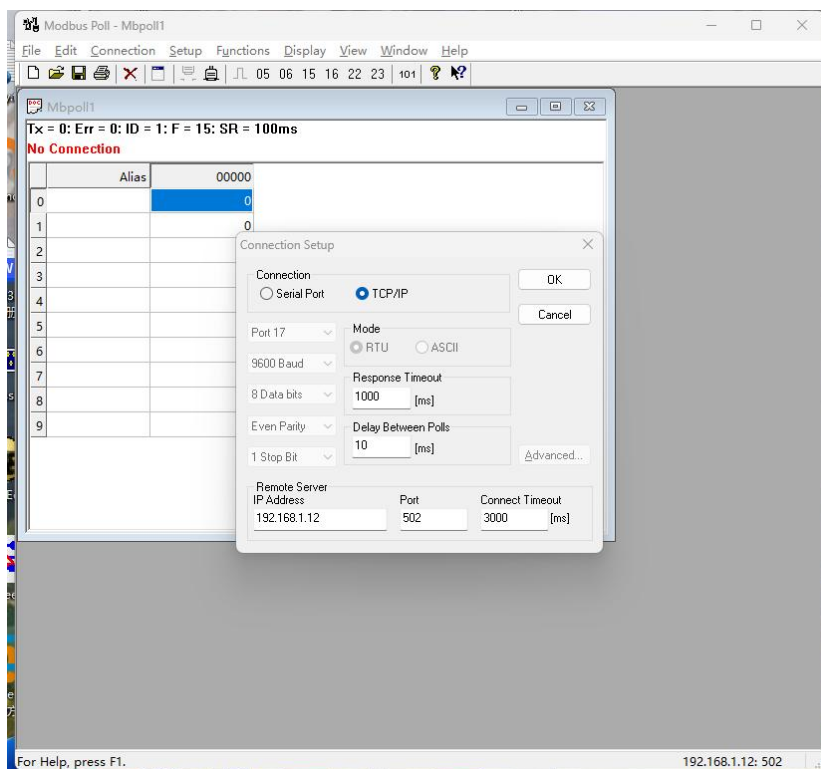 Modbus Poll - Mbpoll1
File Edit Connection Setup Functions Display View Window Help
05 06 15 16 22 23 101
Mbpoll1
Tx = 0: Err = 0: ID = 1: F = 15: SR = 100ms
No Connection
Alias 00000
0 0
1 0
2
3
4
5
6
7
8
9
Connection Setup
Connection
Serial Port TCP/IP
OK
Cancel
Port 17
Mode
RTU ASCII
9600 Baud
Response Timeout
1000 [ms]
8 Data bits
Even Parity
Delay Between Polls
10 [ms]
1 Stop Bit
Advanced...
Remote Server
IP Address Port Connect Timeout
192.168.1.12 502 3000 [ms]
For Help, press F1.
192.168.1.12: 502